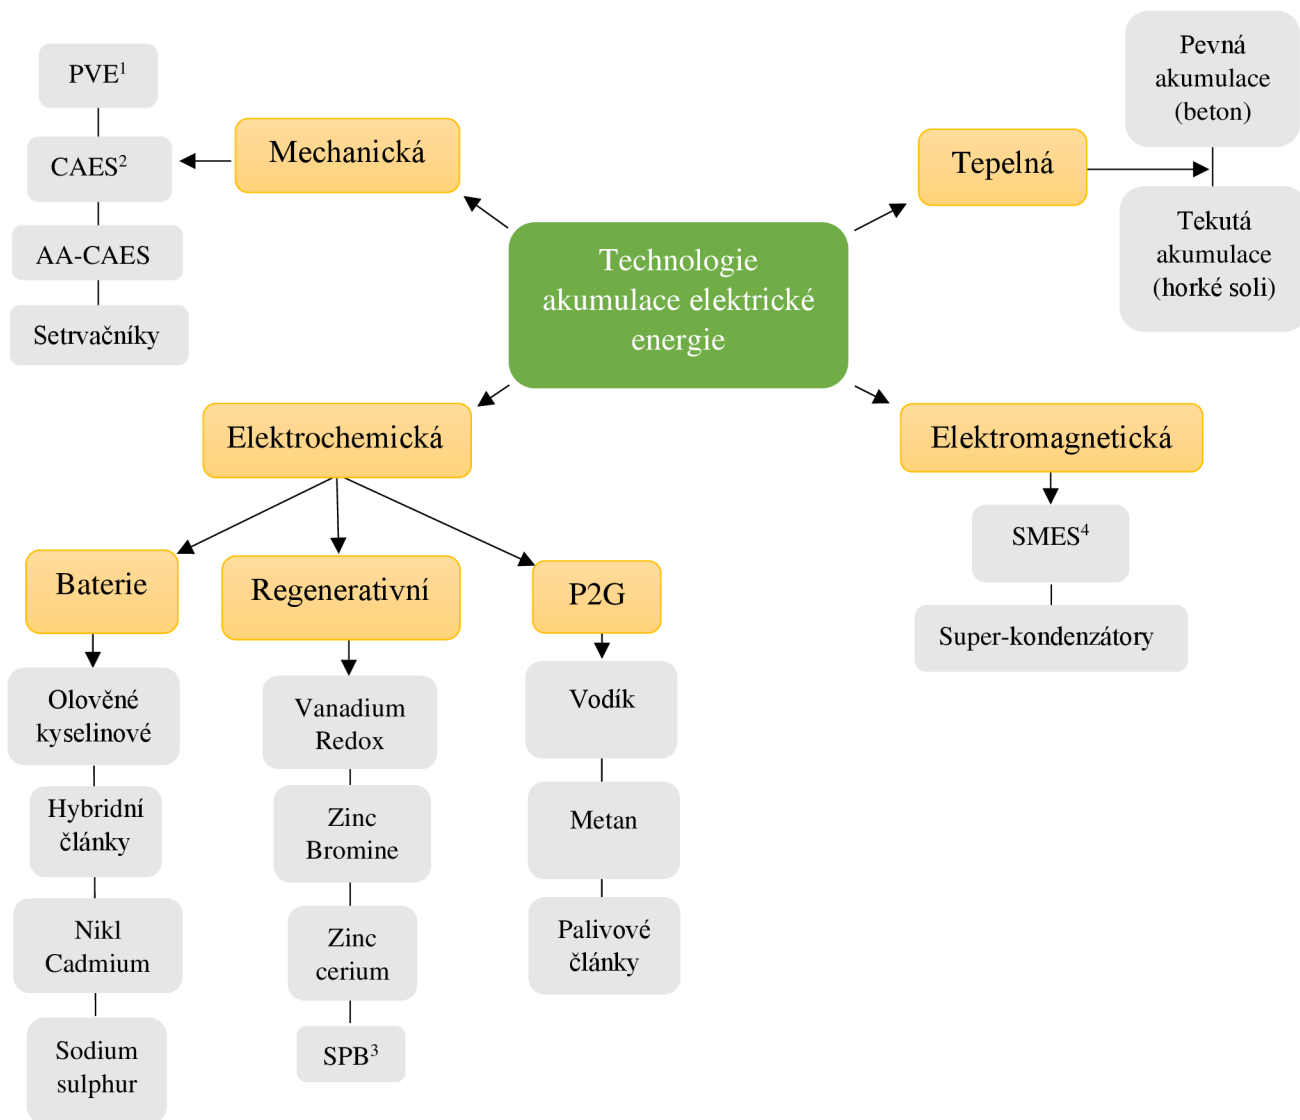 PVE¹
CAES²
AA-CAES
Setrvačníky
Mechanická
Technologie
akumulace elektrické
energie
Tepelná
Pevná
akumulace
(beton)
Tekutá
akumulace
(horké soli)
Elektrochemická
Elektromagnetická
SMES⁴
Super-kondenzátory
Baterie
Olověné
kyselinové
Hybridní
články
Nikl
Cadmium
Sodium
sulphur
Regenerativní
Vanadium
Redox
Zinc
Bromine
Zinc
cerium
SPB³
P2G
Vodík
Metan
Palivové
články